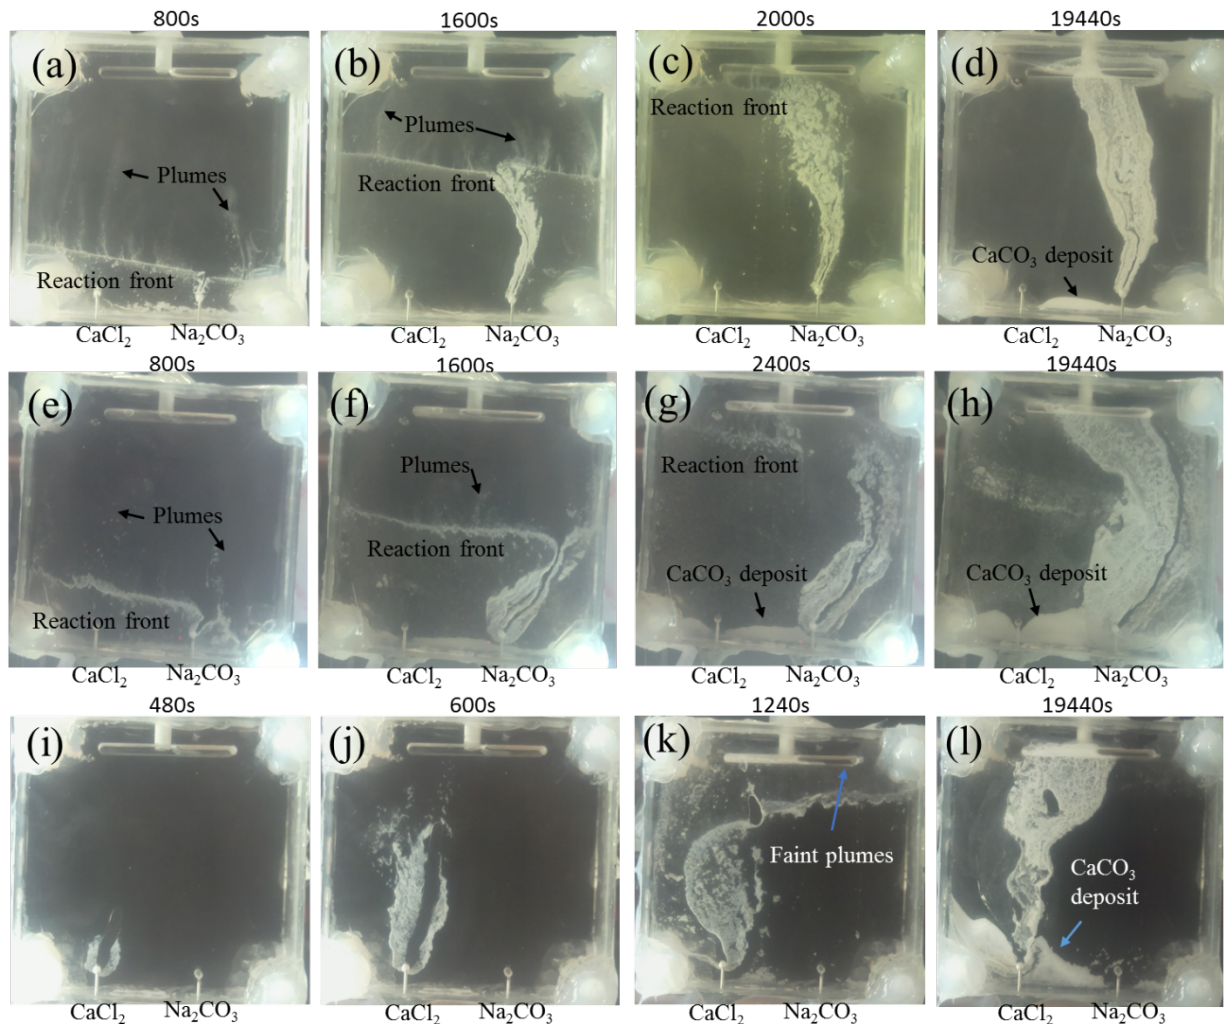 800s
1600s
2000s
19440s
(a)
(b)
(c)
(d)
Plumes
Reaction front
CaCl2
Na2CO3
Plumes
Reaction front
CaCl2
Na2CO3
Reaction front
CaCl2
Na2CO3
CaCO3 deposit
CaCl2
Na2CO3
800s
1600s
2400s
19440s
(e)
(f)
(g)
(h)
Plumes
Reaction front
CaCl2
Na2CO3
Plumes
Reaction front
CaCl2
Na2CO3
Reaction front
CaCO3 deposit
CaCl2
Na2CO3
CaCO3 deposit
CaCl2
Na2CO3
480s
600s
1240s
19440s
(i)
(j)
(k)
(l)
CaCl2
Na2CO3
CaCl2
Na2CO3
Faint plumes
CaCl2
Na2CO3
CaCO3
deposit
CaCl2
Na2CO3